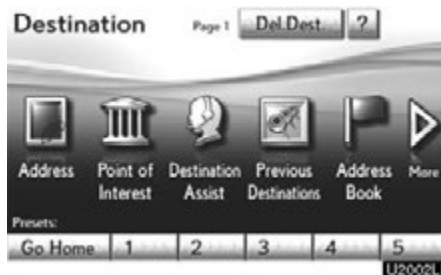 Destination Page 1 Del.Dest. ?
Address Point of Interest Destination Assist Previous Destinations Address Book More
Presets:
Go Home 1 2 3 4 5
U2002L